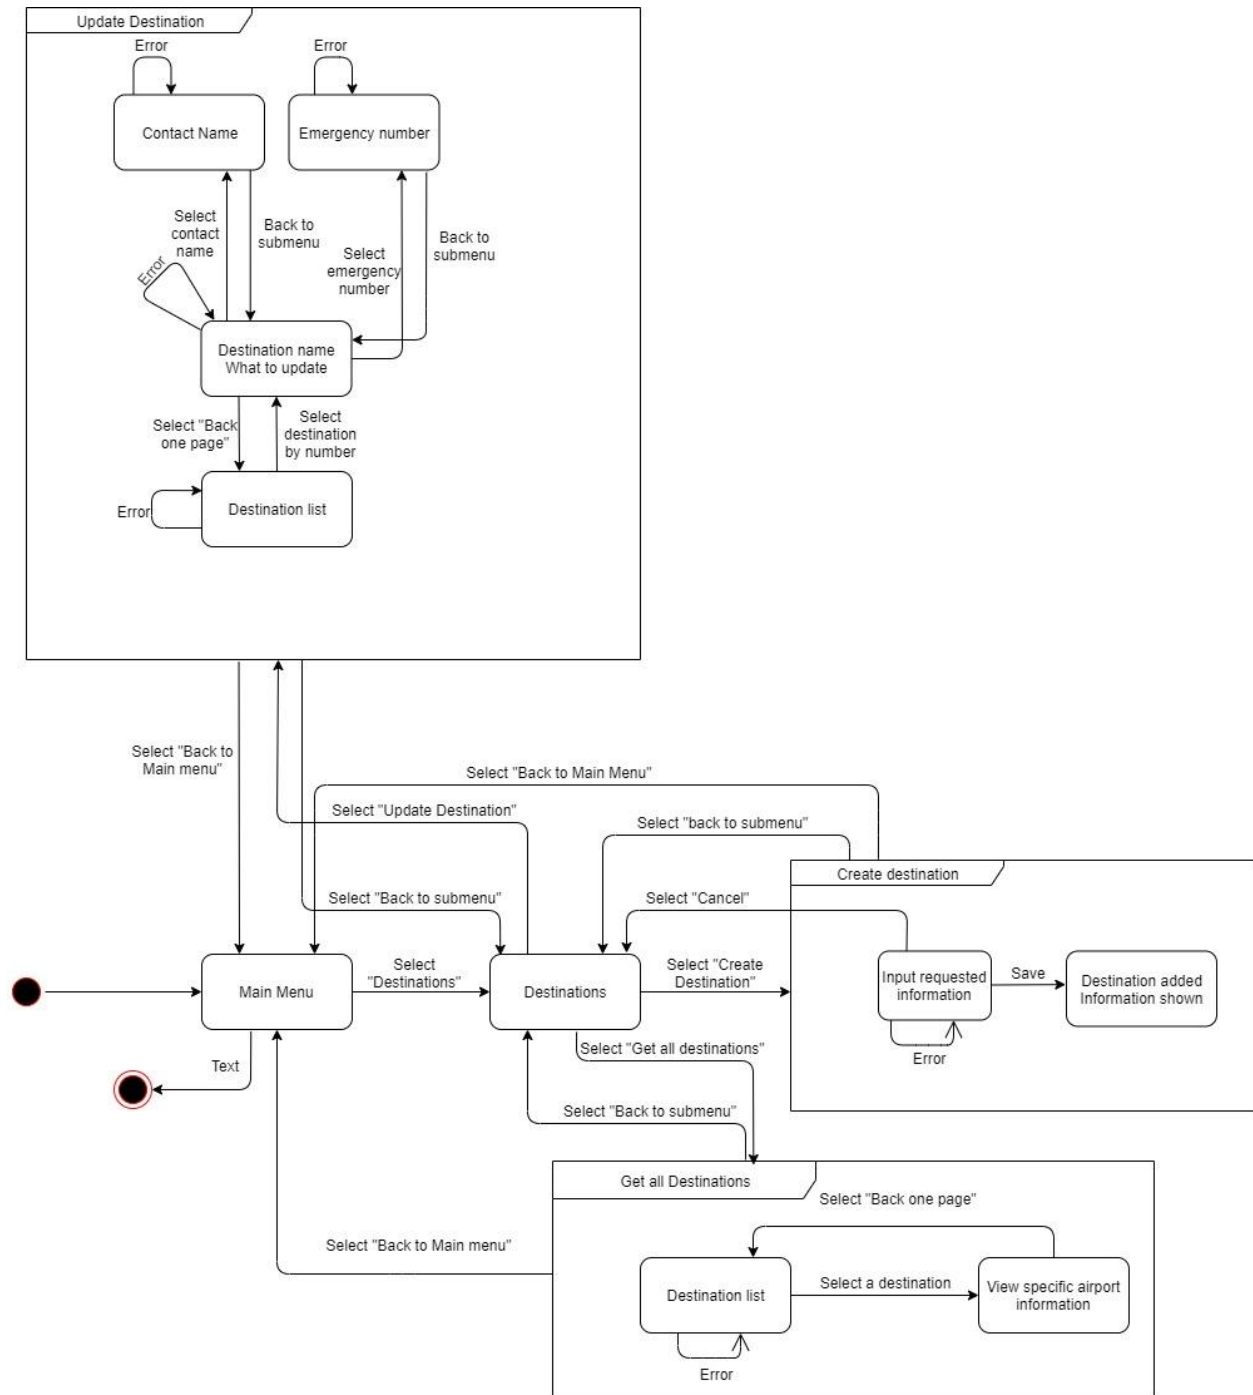 Update Destination
Error
Error
Contact Name
Emergency number
Select
contact
name
Back to
submenu
Select
emergency
number
Back to
submenu
Error
Destination name
What to update
Select "Back
one page"
Select
destination
by number
Destination list
Error
Select "Back to
Main menu"
Select "Back to Main Menu"
Select "Update Destination"
Select "back to submenu"
Create destination
Select "Back to submenu"
Select "Cancel"
Main Menu
Select
"Destinations"
Destinations
Select "Create
Destination"
Input requested
information
Save
Destination added
Information shown
Error
Text
Select "Get all destinations"
Select "Back to submenu"
Get all Destinations
Select "Back one page"
Select "Back to Main menu"
Destination list
Select a destination
View specific airport
information
Error